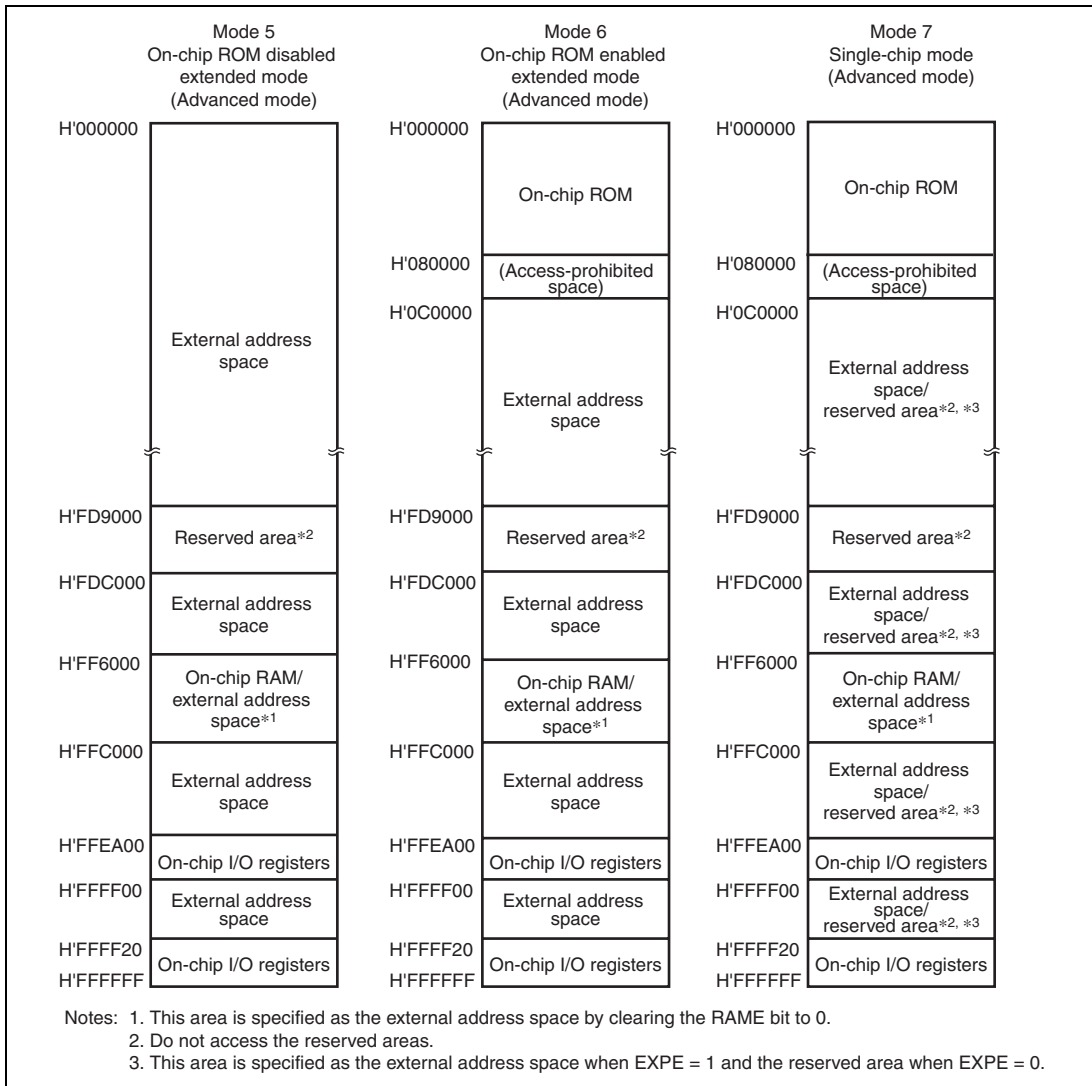 Mode 5
On-chip ROM disabled
extended mode
(Advanced mode)
H'000000
External address
space
H'FD9000
Reserved area*2
H'FDC000
External address
space
H'FF6000
On-chip RAM/
external address
space*1
H'FFC000
External address
space
H'FFEA00
On-chip I/O registers
H'FFFF00
External address
space
H'FFFF20
On-chip I/O registers
H'FFFFFF
Mode 6
On-chip ROM enabled
extended mode
(Advanced mode)
H'000000
On-chip ROM
H'080000
(Access-prohibited
space)
H'0C0000
External address
space
H'FD9000
Reserved area*2
H'FDC000
External address
space
H'FF6000
On-chip RAM/
external address
space*1
H'FFC000
External address
space
H'FFEA00
On-chip I/O registers
H'FFFF00
External address
space
H'FFFF20
On-chip I/O registers
H'FFFFFF
Mode 7
Single-chip mode
(Advanced mode)
H'000000
On-chip ROM
H'080000
(Access-prohibited
space)
H'0C0000
External address
space/
reserved area*2, *3
H'FD9000
Reserved area*2
H'FDC000
External address
space/
reserved area*2, *3
H'FF6000
On-chip RAM/
external address
space*1
H'FFC000
External address
space/
reserved area*2, *3
H'FFEA00
On-chip I/O registers
H'FFFF00
External address
space/
reserved area*2, *3
H'FFFF20
On-chip I/O registers
H'FFFFFF
Notes: 1. This area is specified as the external address space by clearing the RAME bit to 0.
2. Do not access the reserved areas.
3. This area is specified as the external address space when EXPE = 1 and the reserved area when EXPE = 0.